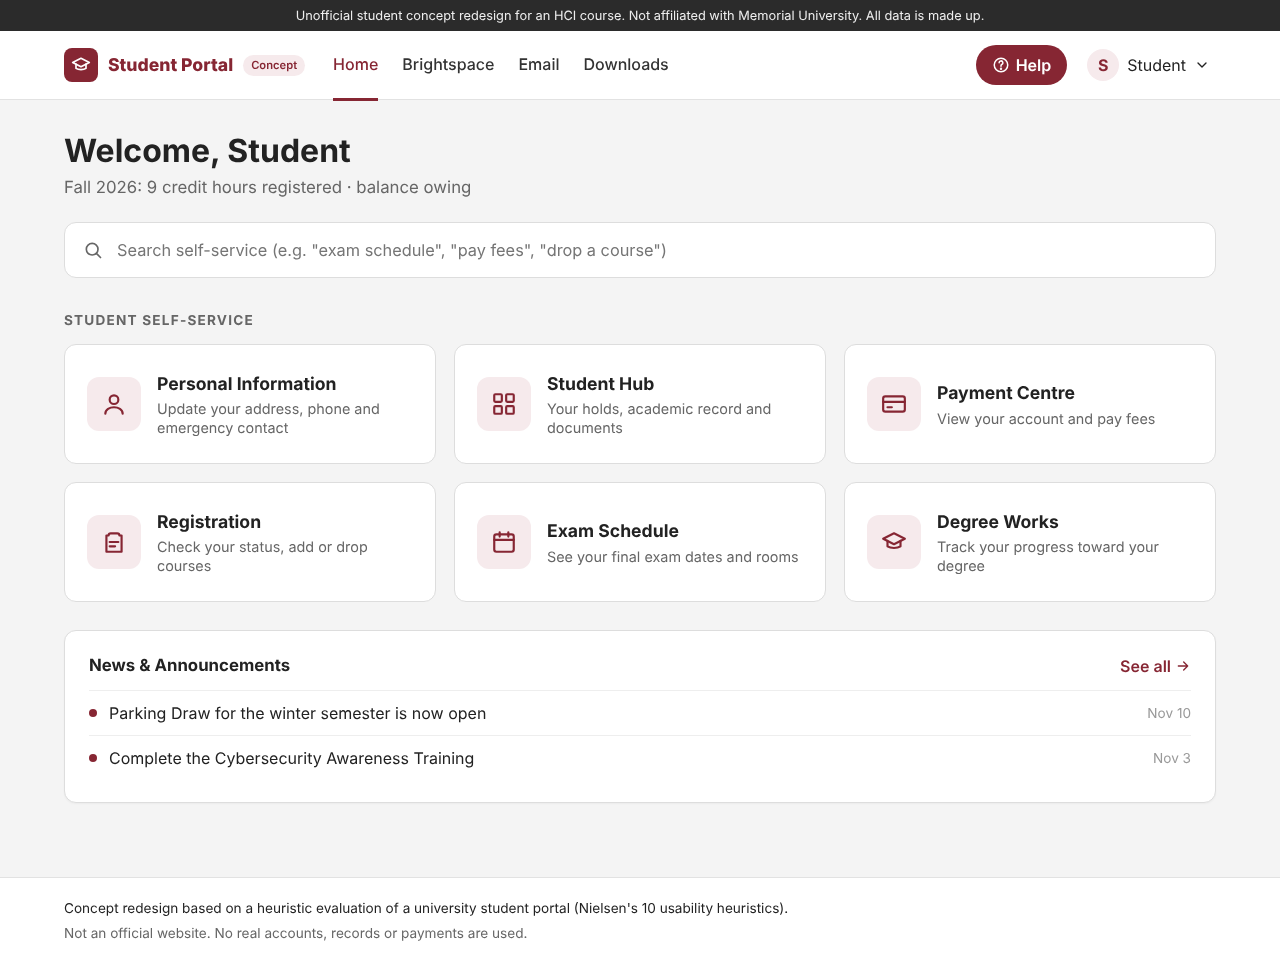 Unofficial student concept redesign for an HCI course. Not affiliated with Memorial University. All data is made up.
Student Portal
Concept
Home
Brightspace
Email
Downloads
Help
S
Student
Welcome, Student
Fall 2026: 9 credit hours registered · balance owing
Search self-service (e.g. "exam schedule", "pay fees", "drop a course")
STUDENT SELF-SERVICE
Personal Information
Update your address, phone and
emergency contact
Student Hub
Your holds, academic record and
documents
Payment Centre
View your account and pay fees
Registration
Check your status, add or drop
courses
Exam Schedule
See your final exam dates and rooms
Degree Works
Track your progress toward your
degree
News & Announcements
See all →
Parking Draw for the winter semester is now open
Nov 10
Complete the Cybersecurity Awareness Training
Nov 3
Concept redesign based on a heuristic evaluation of a university student portal (Nielsen's 10 usability heuristics).
Not an official website. No real accounts, records or payments are used.